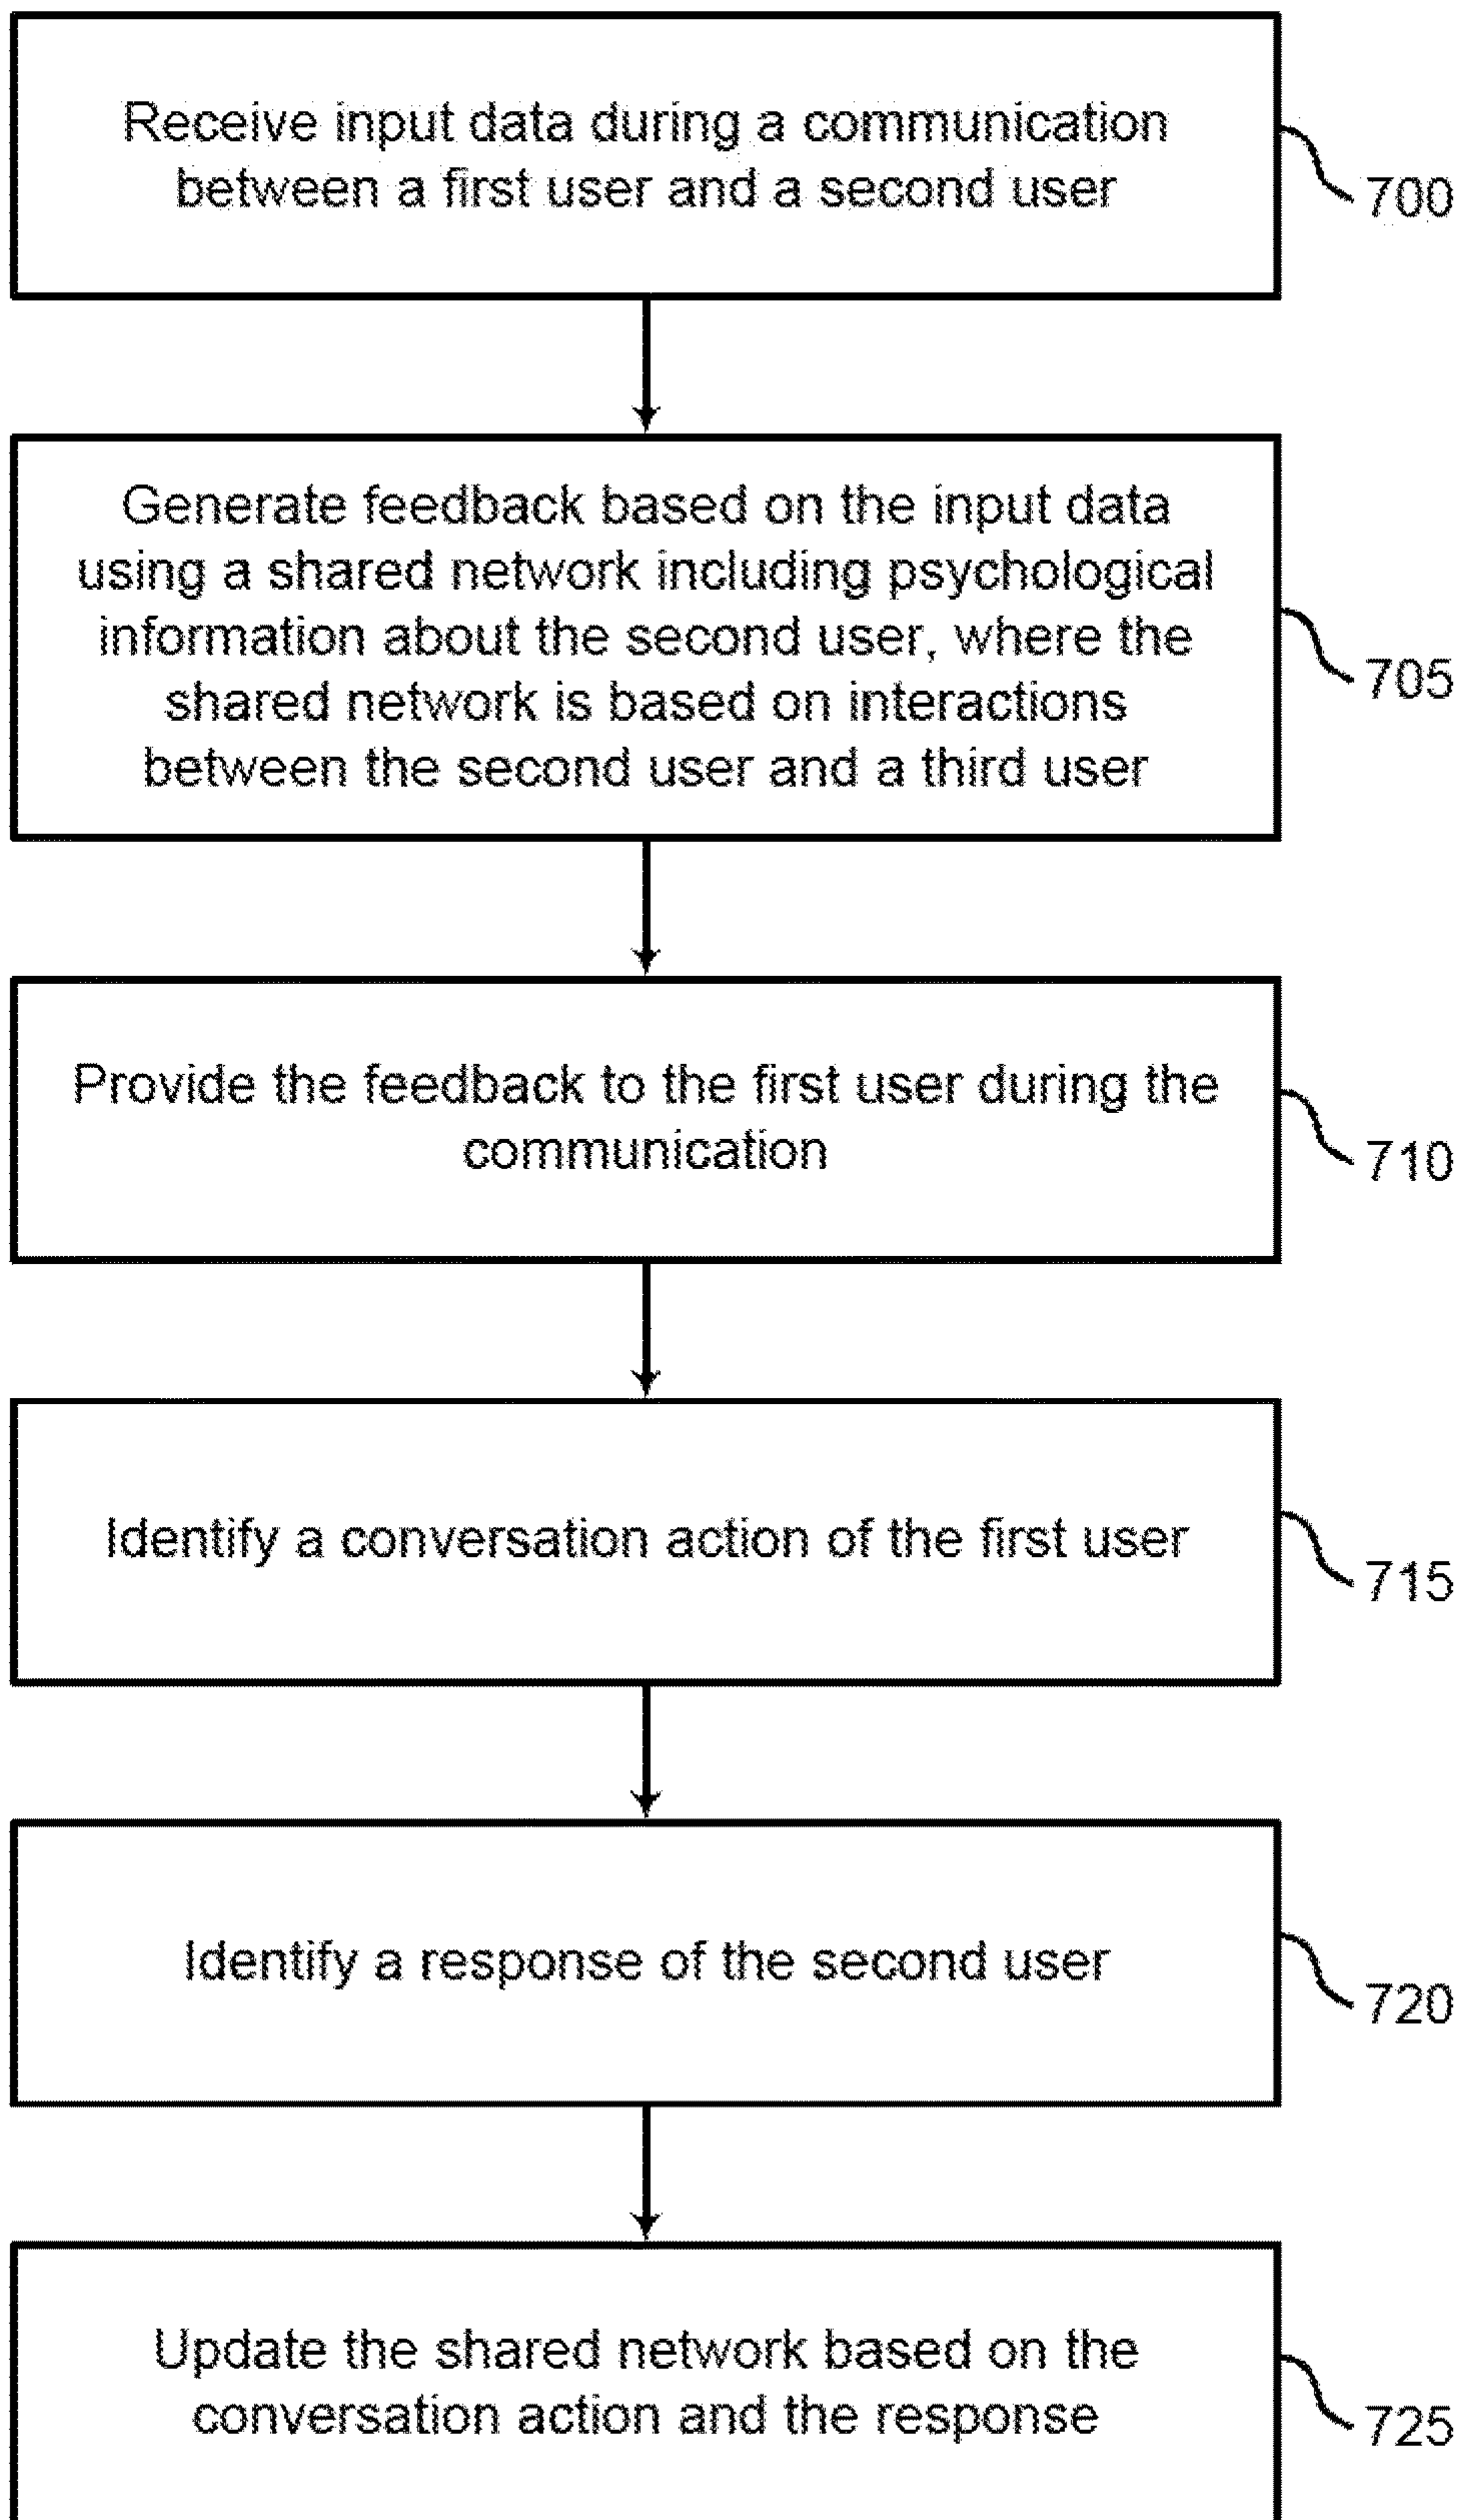 Receive input data during a communication
between a first user and a second user
700
Generate feedback based on the input data
using a shared network including psychological
information about the second user, where the
shared network is based on interactions
between the second user and a third user
705
Provide the feedback to the first user during the
communication
710
Identify a conversation action of the first user
715
Identify a response of the second user
720
Update the shared network based on the
conversation action and the response
725